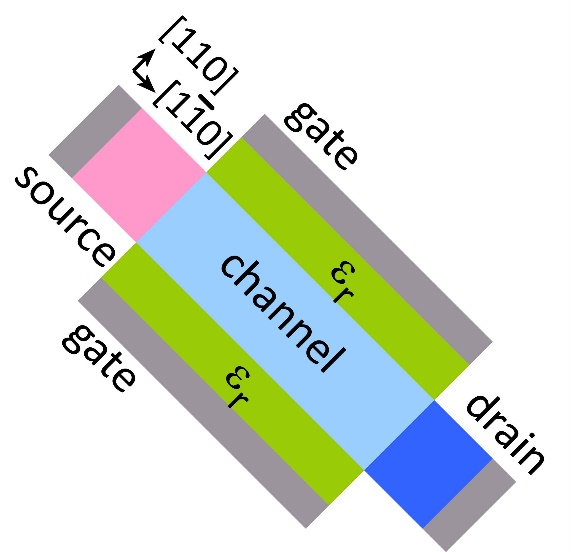 [110]
[11̄0]
gate
source
channel
εr
gate
εr
drain